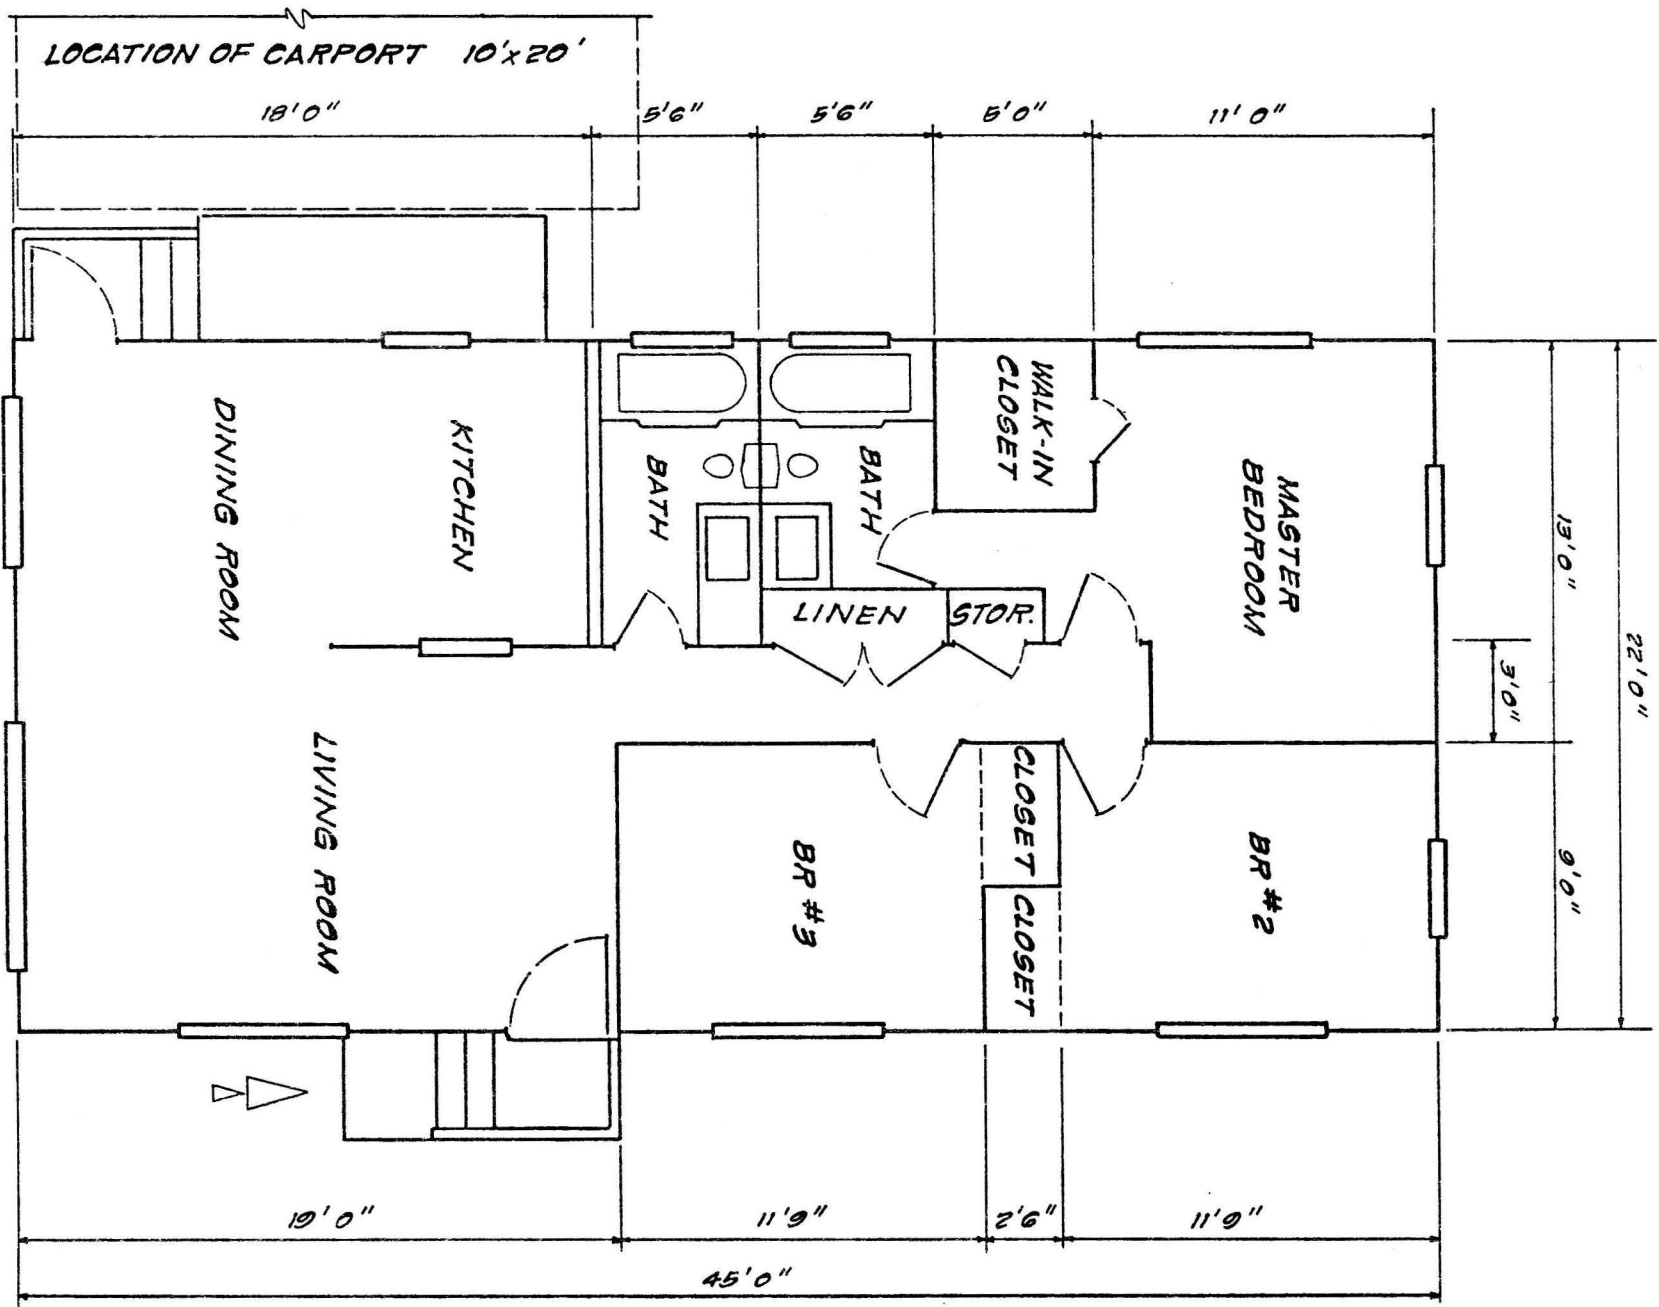 LOCATION OF CARPORT 10'x20'
18'0"
5'6"
5'6"
5'0"
11'0"
DINING ROOM
KITCHEN
BATH
BATH
WALK-IN
CLOSET
MASTER
BEDROOM
LINEN
STOR.
13'0"
22'0"
3'0"
LIVING ROOM
BR #3
CLOSET
CLOSET
BR #2
9'0"
19'0"
11'9"
2'6"
11'9"
45'0"